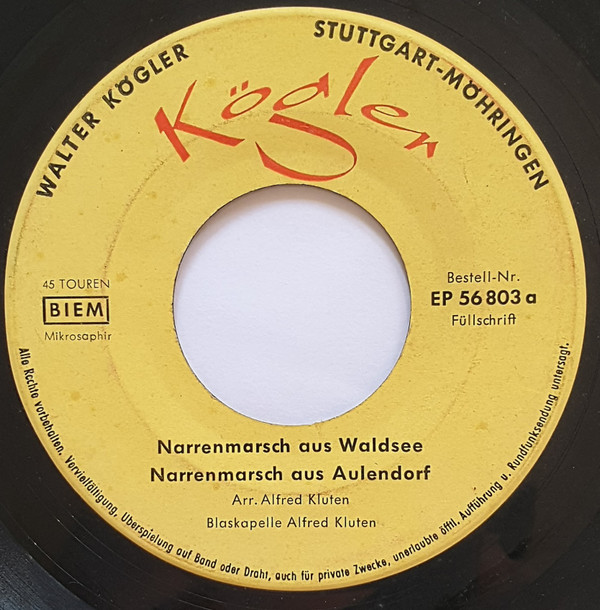 WALTER KÖGLER
STUTTGART-MÖHRINGEN
Kögler
45 TOUREN
BIEM
Mikrosaphir
Bestell-Nr.
EP 56 803 a
Füllschrift
Narrenmarsch aus Waldsee
Narrenmarsch aus Aulendorf
Arr. Alfred Kluten
Blaskapelle Alfred Kluten
Alle Rechte vorbehalten. Vervielfältigung, Uberspielung auf Band oder Draht, auch für private Zwecke, unerlaubte öfftl. Aufführung u. Rundfunksendung untersagt.